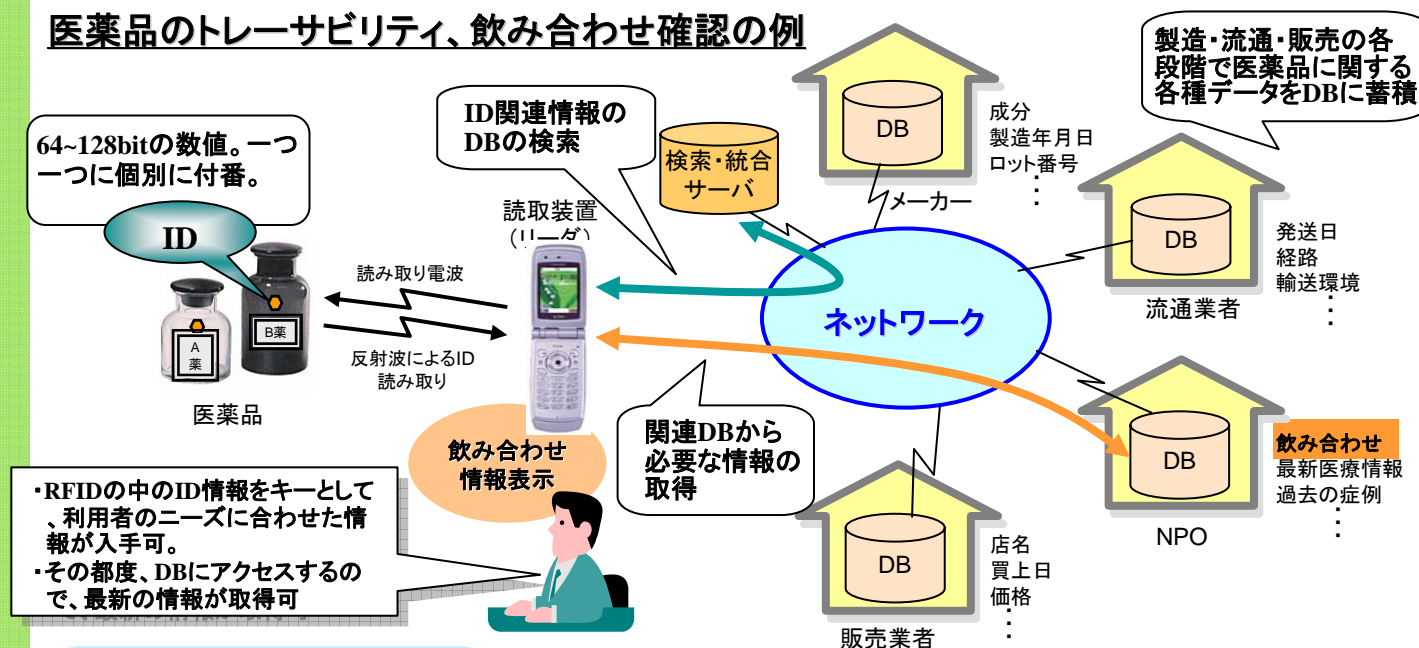 医薬品のトレーサビリティ、飲み合わせ確認の例
製造・流通・販売の各
段階で医薬品に関する
各種データをDBに蓄積
ID関連情報の
DBの検索
64~128bitの数値。一つ
一つに個別に付番。
ID
検索・統合
サーバ
DB
成分
製造年月日
ロット番号
:
メーカー
読取装置
（リーダ）
読み取り電波
反射波によるID
読み取り
A
薬
B薬
医薬品
ネットワーク
DB
発送日
経路
輸送環境
:
流通業者
飲み合わせ
情報表示
関連DBから
必要な情報の
取得
DB
飲み合わせ
最新医療情報
過去の症例
:
NPO
・RFIDの中のID情報をキーとして
、利用者のニーズに合わせた情
報が入手可。
・その都度、DBにアクセスするの
で、最新の情報が取得可
DB
店名
買上日
価格
:
販売業者